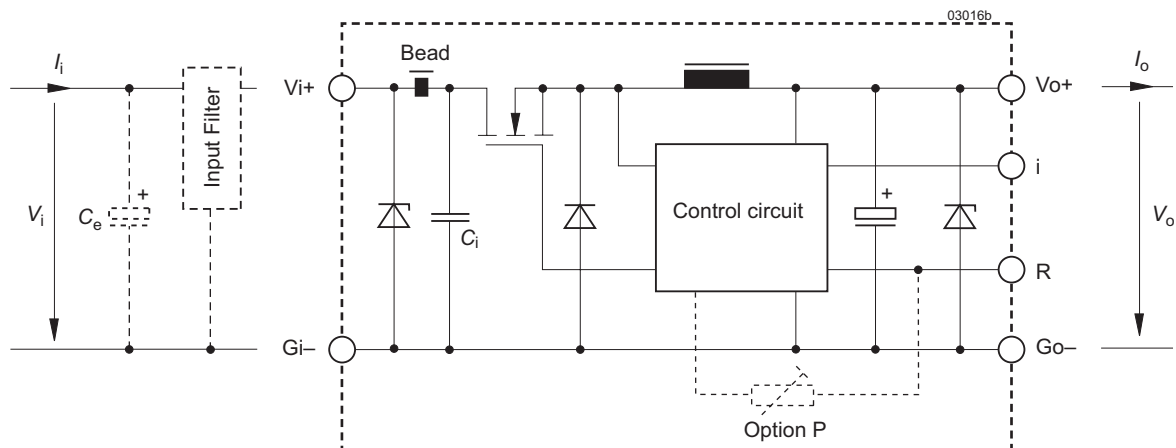 03016b
Bead
Ii
Io
Vi+
Vo+
Input Filter
i
+
+
Control circuit
Vi
Ce
Ci
Vo
R
Gi–
Go–
Option P